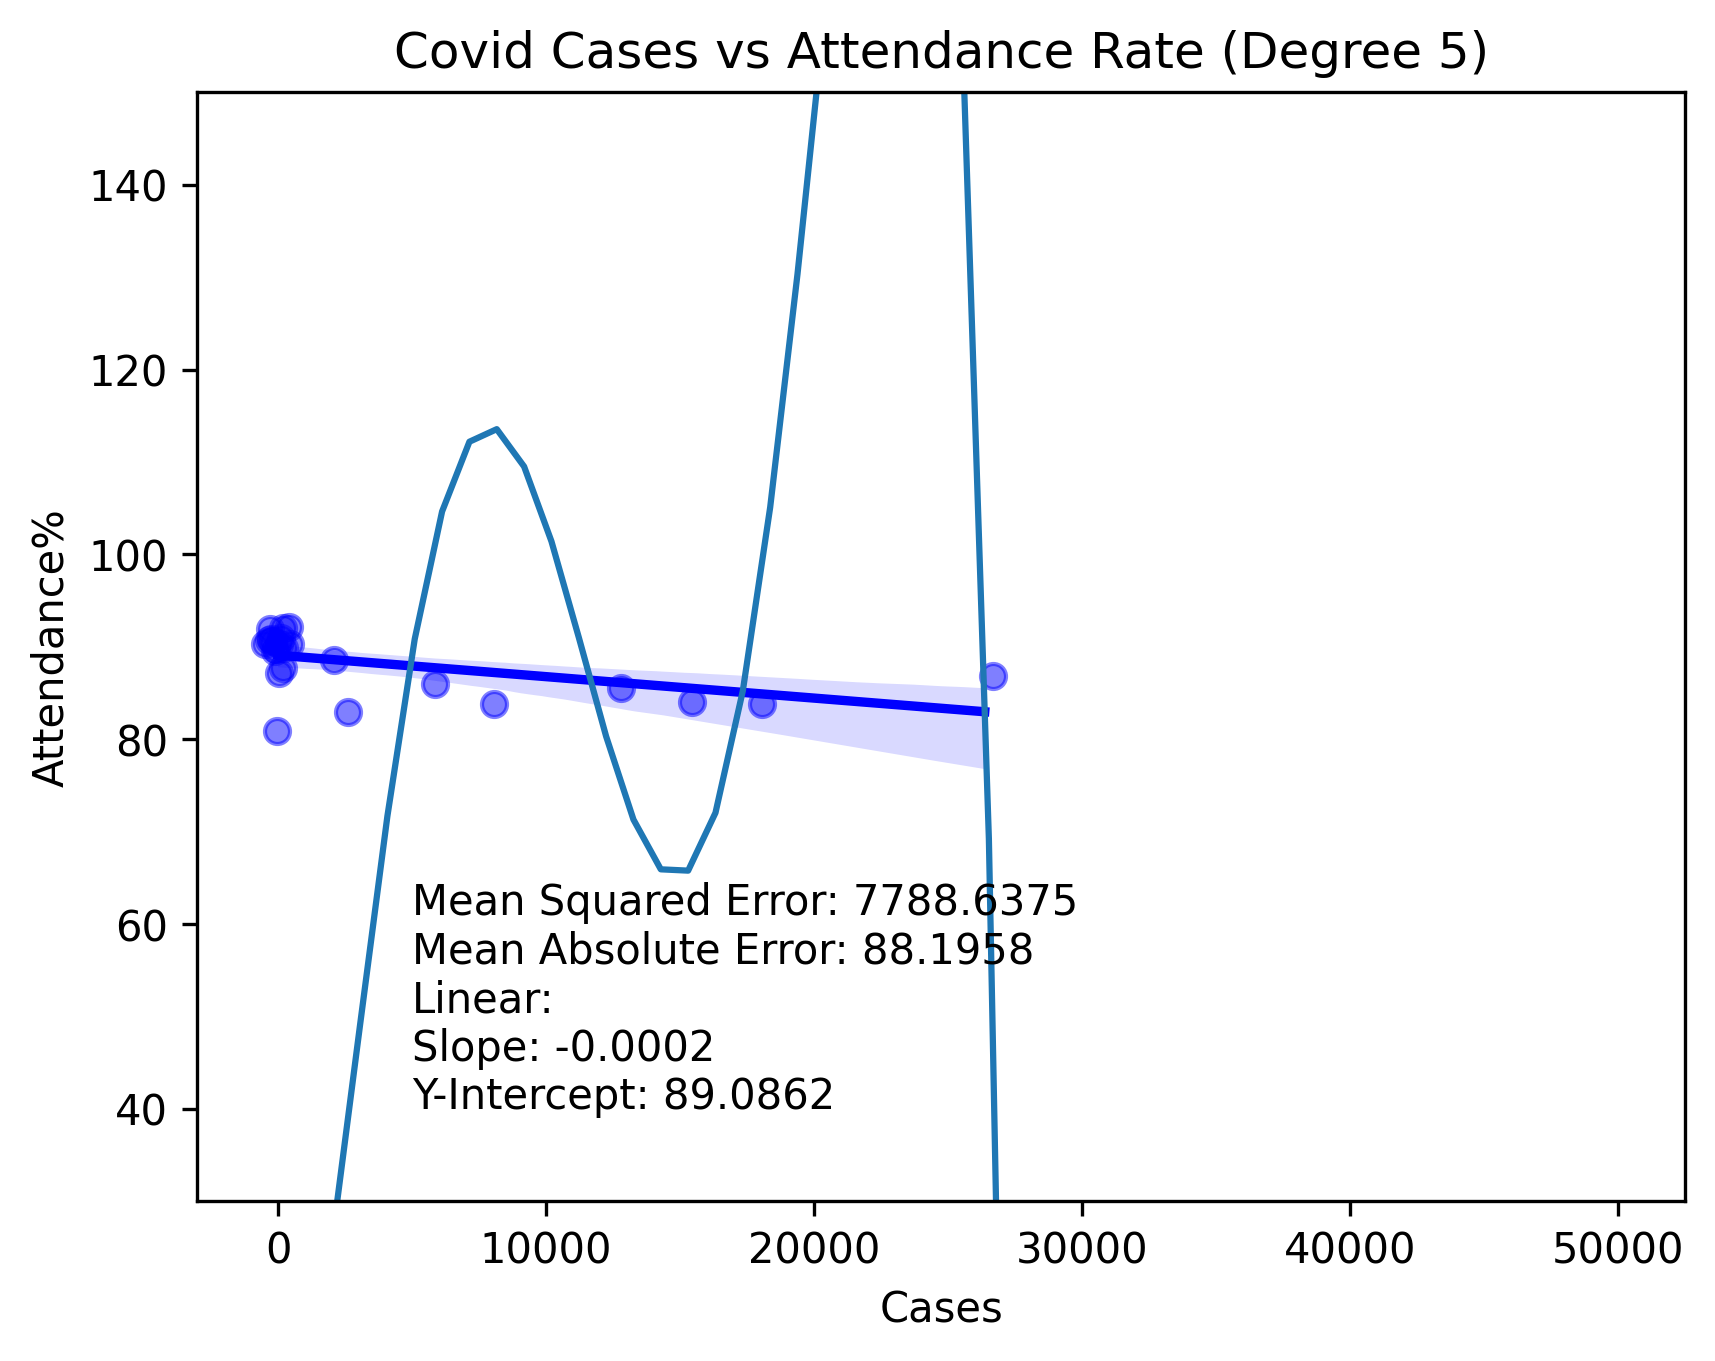 Covid Cases vs Attendance Rate (Degree 5)
140
120
100
80
60
40
Attendance%
Mean Squared Error: 7788.6375
Mean Absolute Error: 88.1958
Linear:
Slope: -0.0002
Y-Intercept: 89.0862
0 10000 20000 30000 40000 50000
Cases